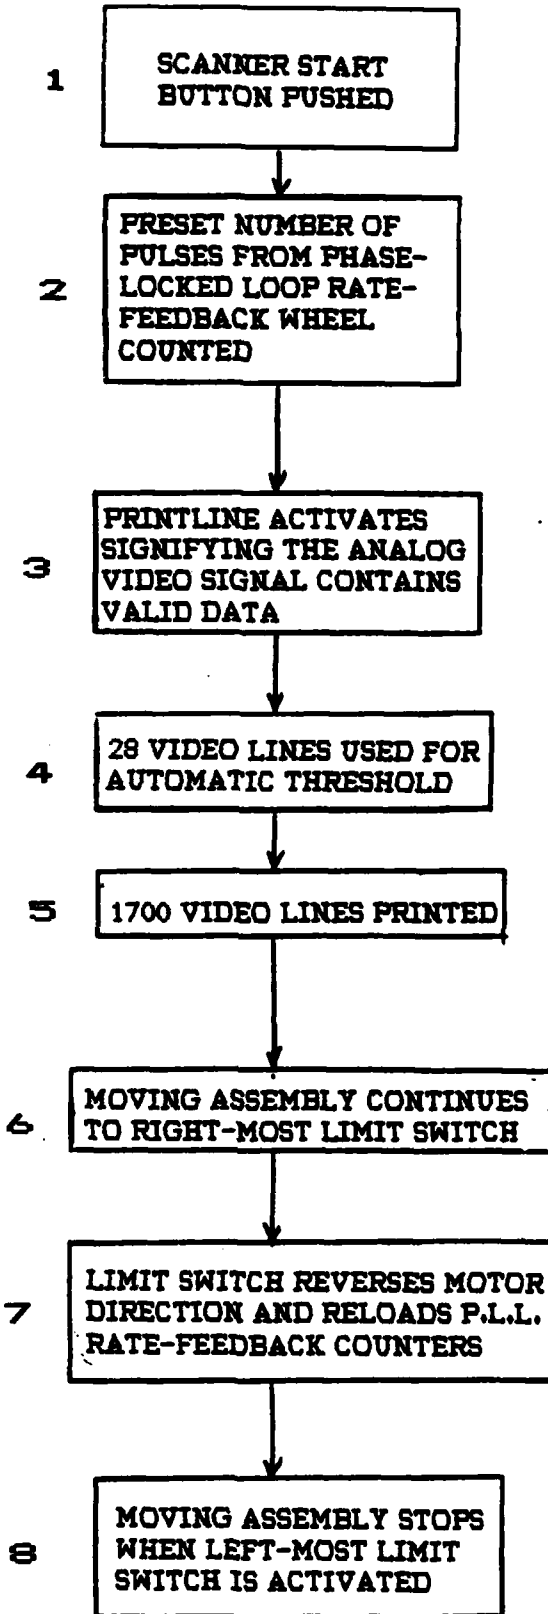 1
SCANNER START
BUTTON PUSHED
2
PRESET NUMBER OF
PULSES FROM PHASE-
LOCKED LOOP RATE-
FEEDBACK WHEEL
COUNTED
3
PRINTLINE ACTIVATES
SIGNIFYING THE ANALOG
VIDEO SIGNAL CONTAINS
VALID DATA
4
28 VIDEO LINES USED FOR
AUTOMATIC THRESHOLD
5
1700 VIDEO LINES PRINTED
6
MOVING ASSEMBLY CONTINUES
TO RIGHT-MOST LIMIT SWITCH
7
LIMIT SWITCH REVERSES MOTOR
DIRECTION AND RELOADS P.L.L.
RATE-FEEDBACK COUNTERS
8
MOVING ASSEMBLY STOPS
WHEN LEFT-MOST LIMIT
SWITCH IS ACTIVATED